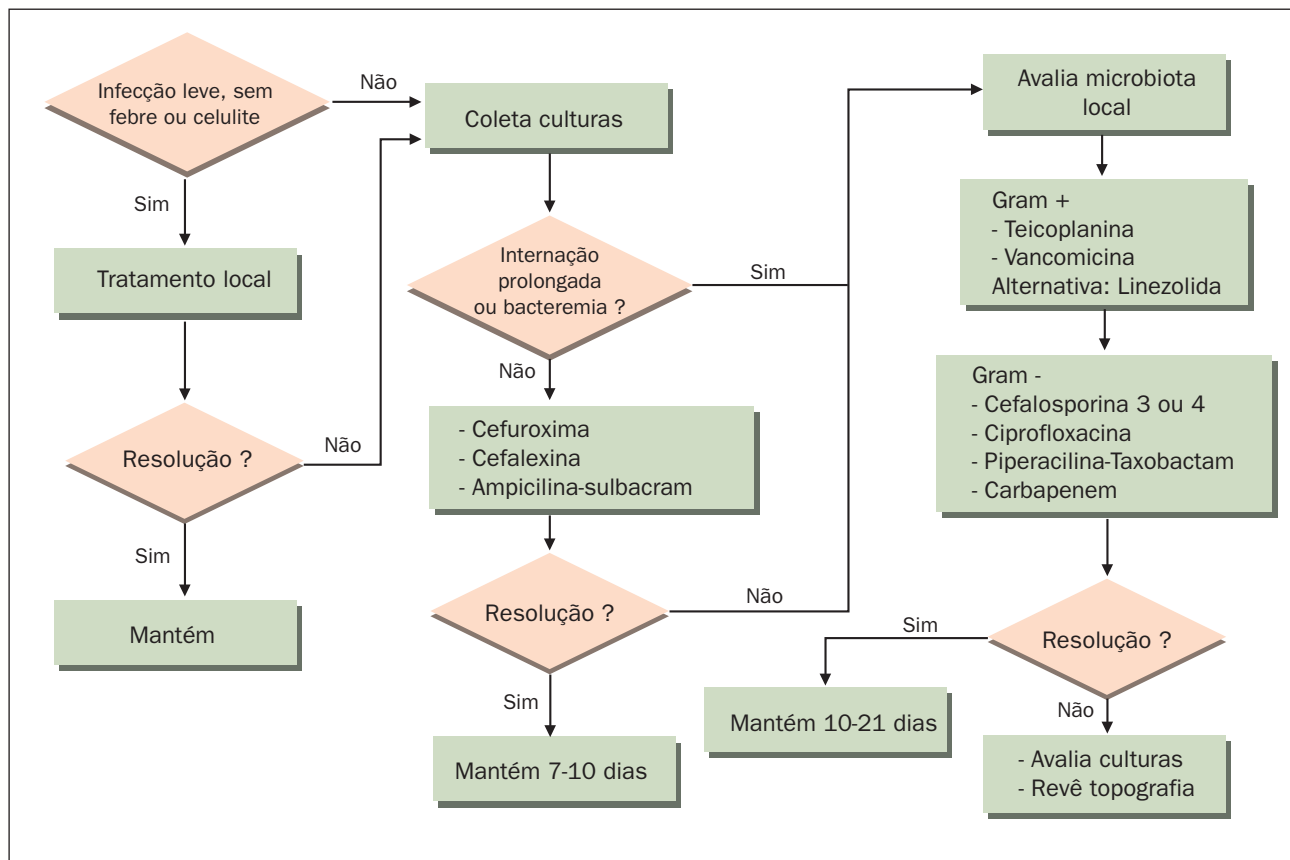 Infecção leve, sem
febre ou celulite
Não
Sim
Tratamento local
Resolução ?
Não
Sim
Mantém
Coleta culturas
Internação
prolongada
ou bacteremia ?
Sim
Não
- Cefuroxima
- Cefalexina
- Ampicilina-sulbacram
Resolução ?
Não
Sim
Mantém 7-10 dias
Avalia microbiota
local
Gram +
- Teicoplanina
- Vancomicina
Alternativa: Linezolida
Gram -
- Cefalosporina 3 ou 4
- Ciprofloxacina
- Piperacilina-Taxobactam
- Carbapenem
Resolução ?
Sim
Mantém 10-21 dias
Não
- Avalia culturas
- Revê topografia